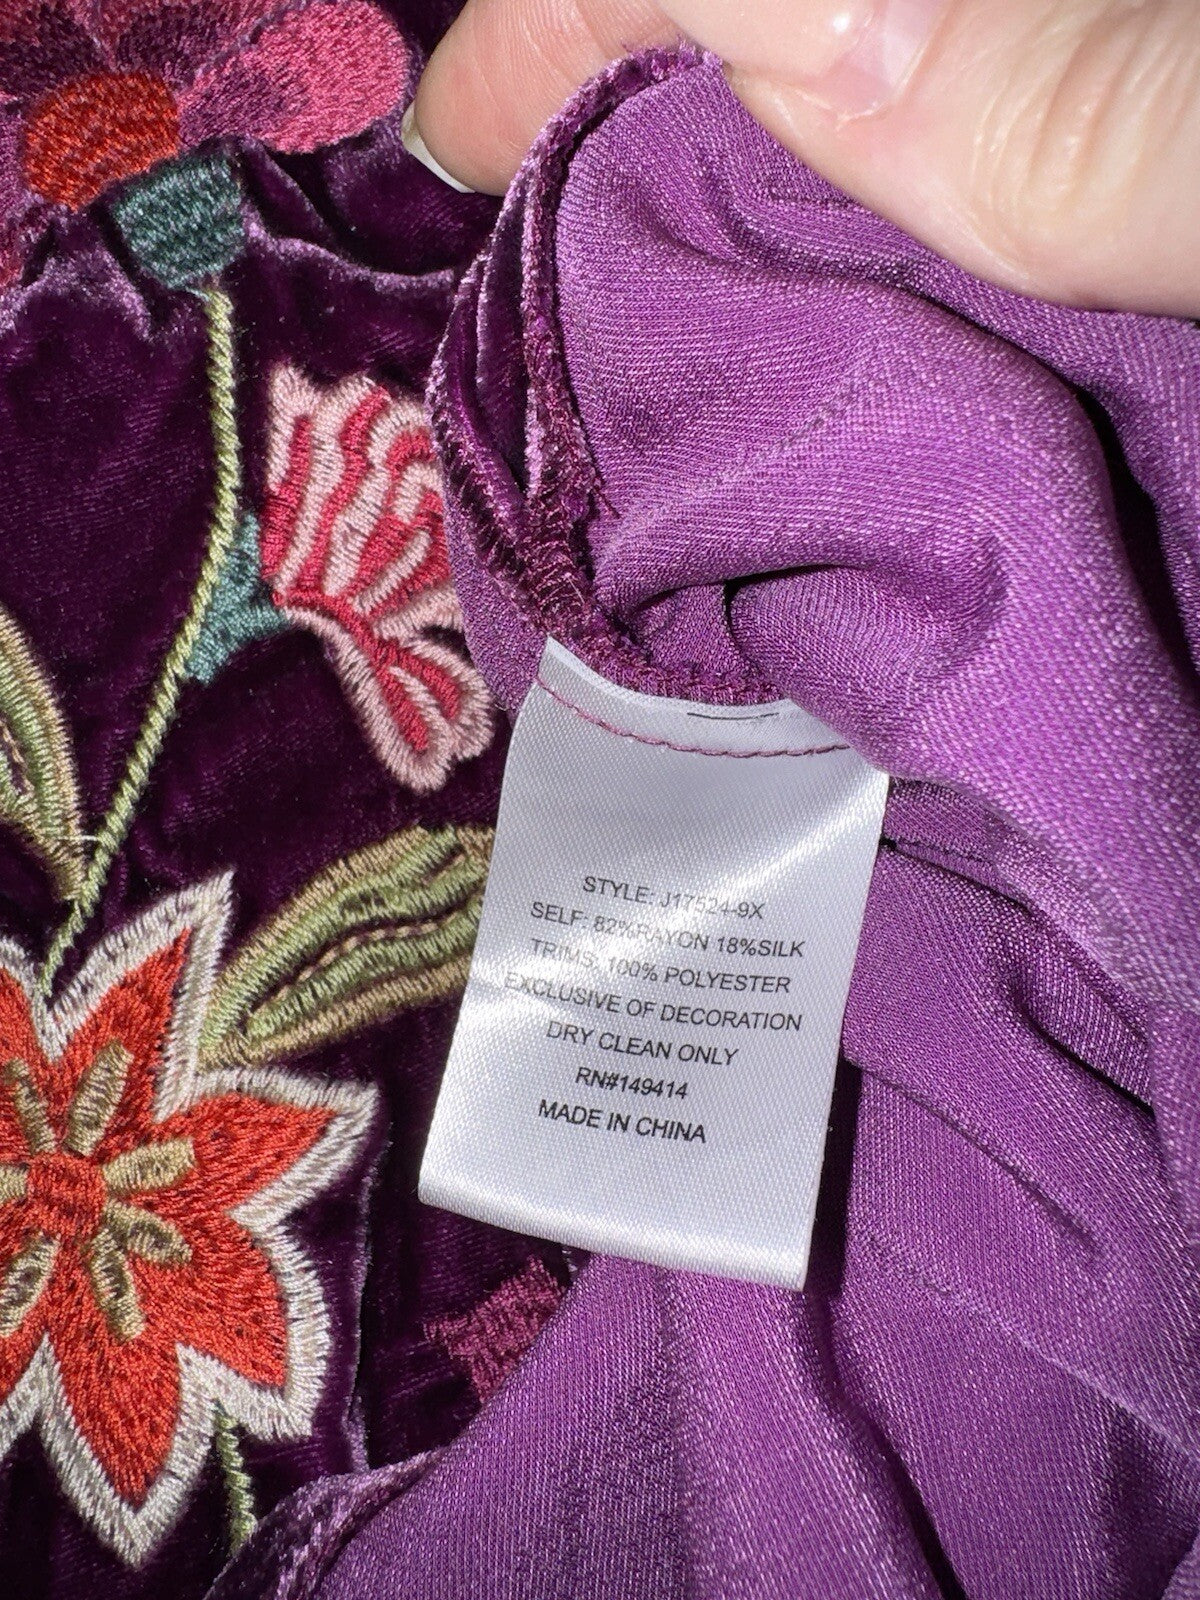 STYLE: J17524-9X
SELF: 82%RAYON 18%SILK
TRIMS: 100% POLYESTER
EXCLUSIVE OF DECORATION
DRY CLEAN ONLY
RN#149414
MADE IN CHINA